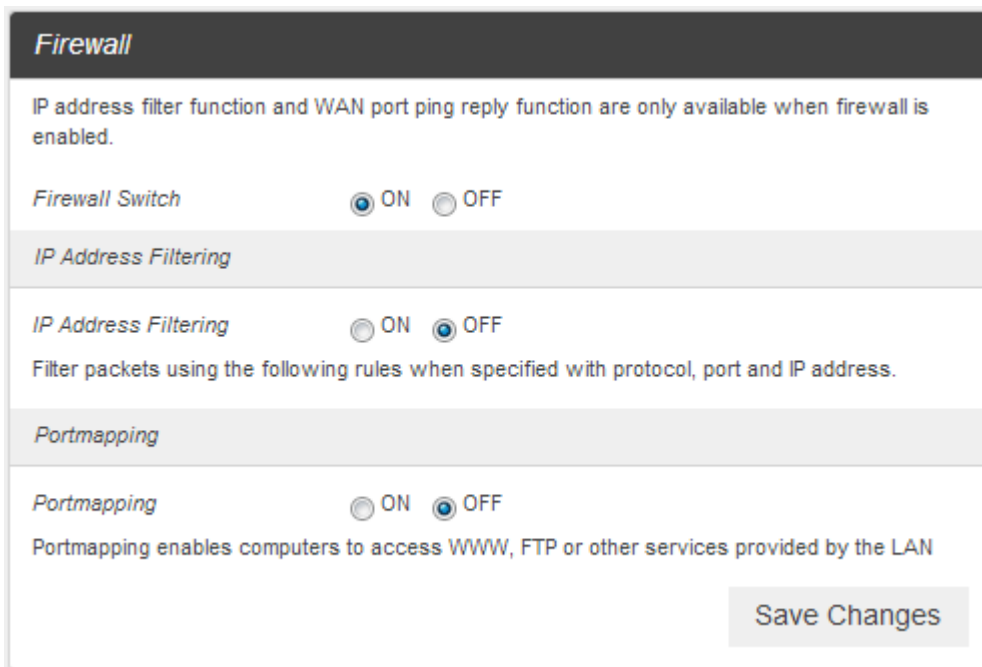 Firewall
IP address filter function and WAN port ping reply function are only available when firewall is
enabled.
Firewall Switch ON OFF
IP Address Filtering
IP Address Filtering ON OFF
Filter packets using the following rules when specified with protocol, port and IP address.
Portmapping
Portmapping ON OFF
Portmapping enables computers to access WWW, FTP or other services provided by the LAN
Save Changes